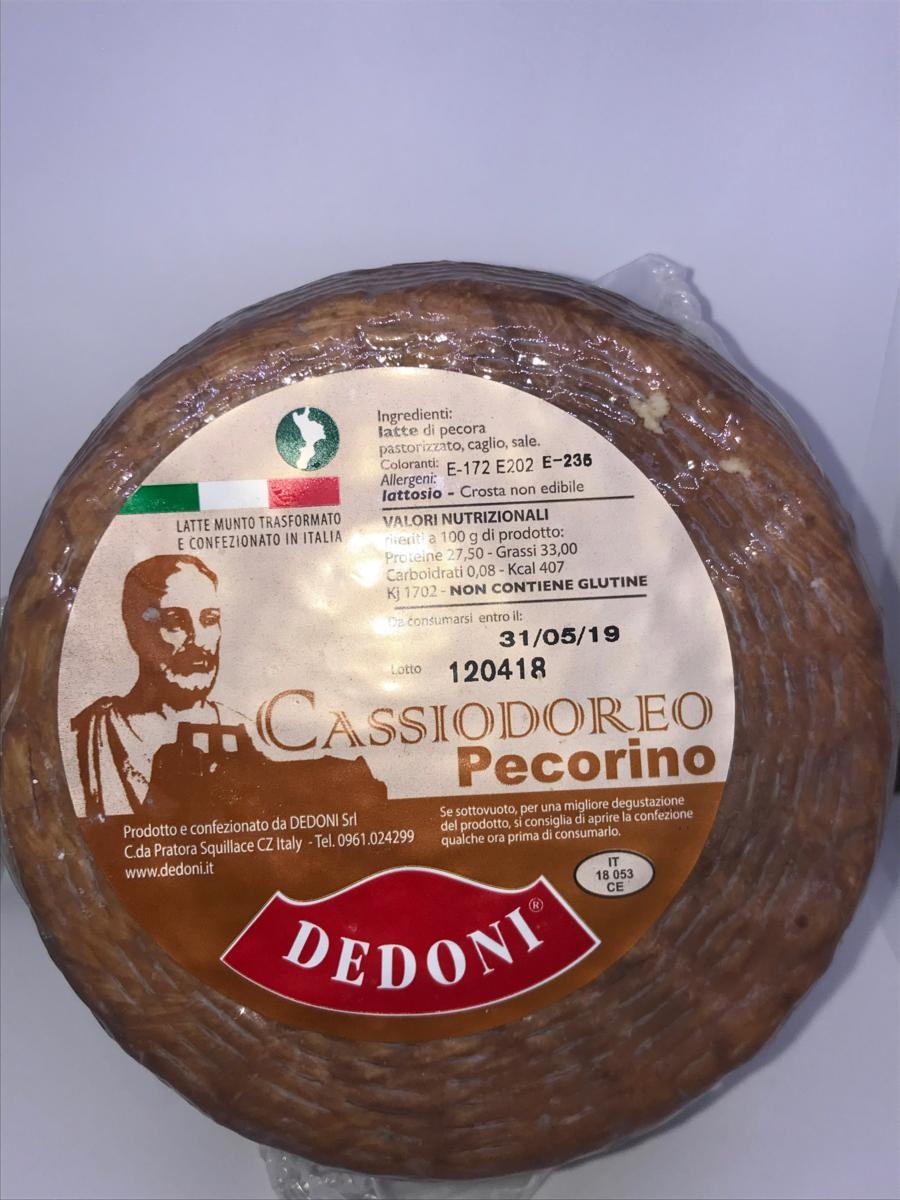 Ingredienti:
latte di pecora
pastorizzato, caglio, sale.
Coloranti: E-172 E202 E-235
Allergeni:
lattosio - Crosta non edibile
LATTE MUNTO TRASFORMATO
E CONFEZIONATO IN ITALIA
VALORI NUTRIZIONALI
riferiti a 100 g di prodotto:
Proteine 27,50 - Grassi 33,00
Carboidrati 0,08 - Kcal 407
Kj 1702 - NON CONTIENE GLUTINE
Da consumarsi entro il:
31/05/19
Lotto 120418
CASSIODOREO
Pecorino
Prodotto e confezionato da DEDONI Srl
C.da Pratora Squillace CZ Italy - Tel. 0961.024299
www.dedoni.it
Se sottovuoto, per una migliore degustazione
del prodotto, si consiglia di aprire la confezione
qualche ora prima di consumarlo.
IT
18 053
CE
DEDONI®